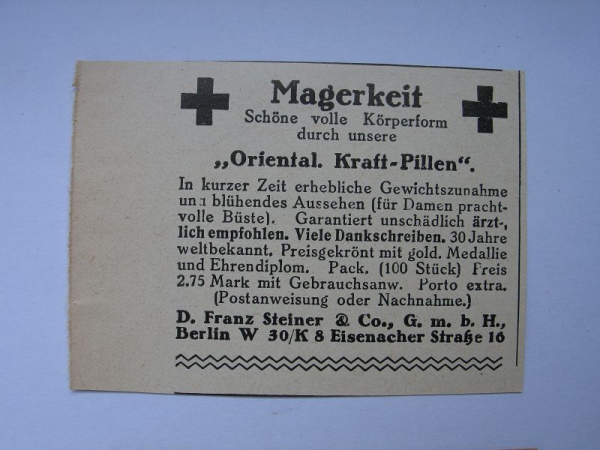 Magerkeit
Schöne volle Körperform
durch unsere
„Oriental. Kraft-Pillen“.
In kurzer Zeit erhebliche Gewichtszunahme
und blühendes Aussehen (für Damen pracht-
volle Büste). Garantiert unschädlich ärzt-,
lich empfohlen. Viele Dankschreiben. 30 Jahre
weltbekannt. Preisgekrönt mit gold. Medallie
und Ehrendiplom. Pack. (100 Stück) Freis
2.75 Mark mit Gebrauchsanw. Porto extra.
(Postanweisung oder Nachnahme.)
D. Franz Steiner & Co., G. m. b. H.,
Berlin W 30/K 8 Eisenacher Straße 16